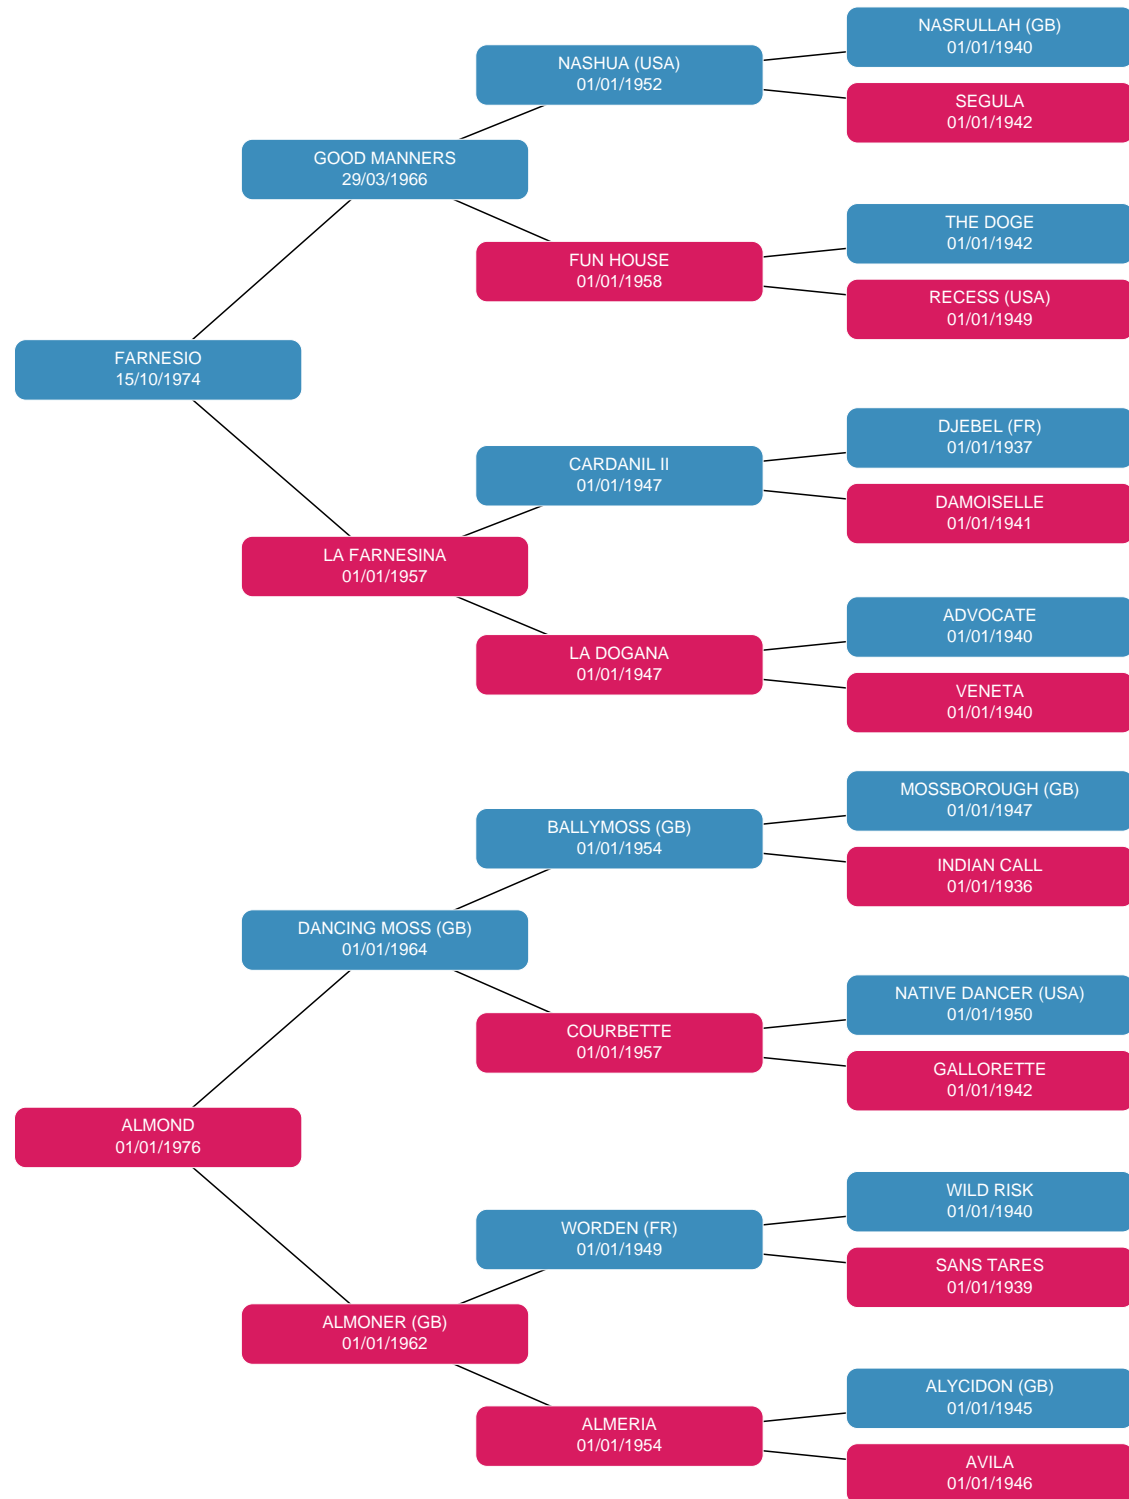 NASRULLAH (GB)
01/01/1940
NASHUA (USA)
01/01/1952
SEGULA
01/01/1942
GOOD MANNERS
29/03/1966
THE DOGE
01/01/1942
FUN HOUSE
01/01/1958
RECESS (USA)
01/01/1949
FARNESIO
15/10/1974
DJEBEL (FR)
01/01/1937
CARDANIL II
01/01/1947
DAMOISELLE
01/01/1941
LA FARNESINA
01/01/1957
ADVOCATE
01/01/1940
LA DOGANA
01/01/1947
VENETA
01/01/1940
MOSSBOROUGH (GB)
01/01/1947
BALLYMOSS (GB)
01/01/1954
INDIAN CALL
01/01/1936
DANCING MOSS (GB)
01/01/1964
NATIVE DANCER (USA)
01/01/1950
COURBETTE
01/01/1957
GALLORETTE
01/01/1942
ALMOND
01/01/1976
WILD RISK
01/01/1940
WORDEN (FR)
01/01/1949
SANS TARES
01/01/1939
ALMONER (GB)
01/01/1962
ALYCIDON (GB)
01/01/1945
ALMERIA
01/01/1954
AVILA
01/01/1946